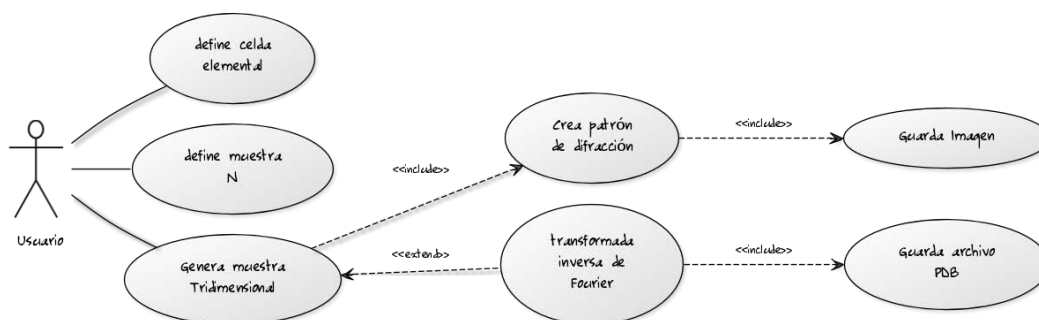 define celda
elemental
define muestra
N
Usuario
Genera muestra
Tridimensional
<<include>>
<<extend>>
Crea patrón
de difracción
transformada
inversa de
Fourier
<<include>>
<<include>>
Guarda Imagen
Guarda archivo
PDB